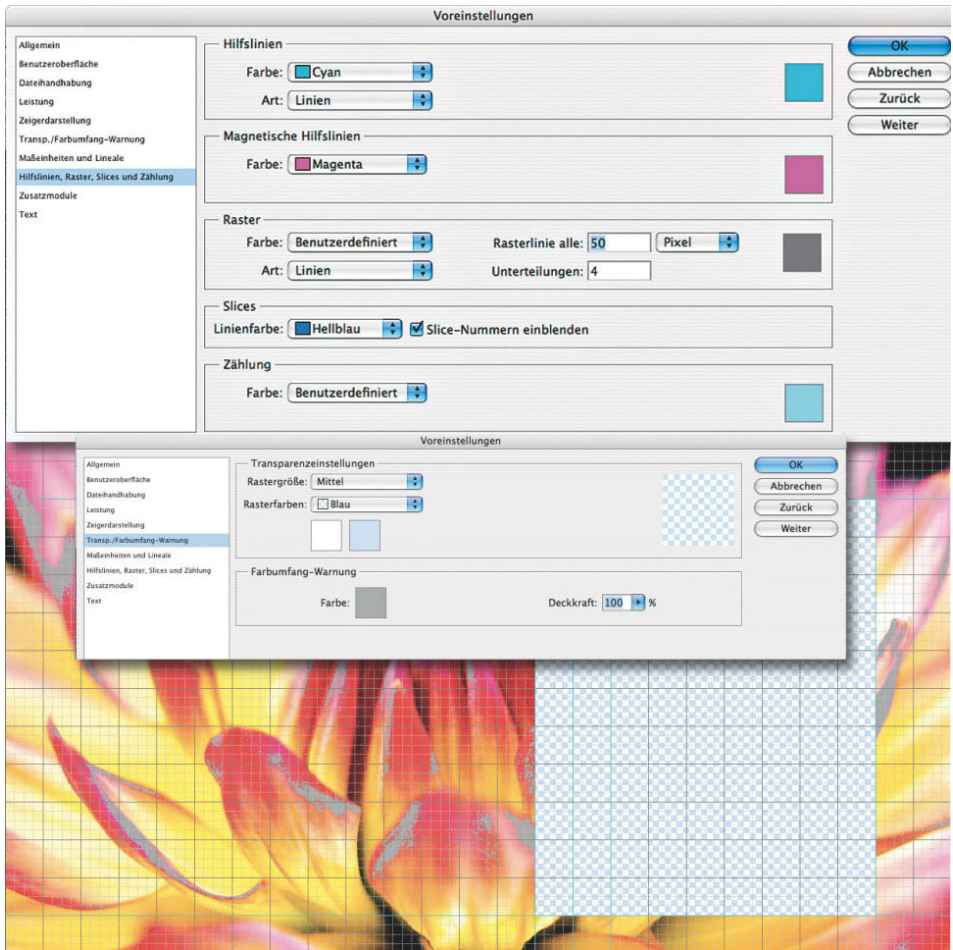 Voreinstellungen
Allgemein
Benutzeroberfläche
Dateihandhabung
Leistung
Zeigerdarstellung
Transp./Farbumfang-Warnung
Maßeinheiten und Lineale
Hilfslinien, Raster, Slices und Zählung
Zusatzmodule
Text
Hilfslinien
Farbe: Cyan
Art: Linien
Magnetische Hilfslinien
Farbe: Magenta
Raster
Farbe: Benutzerdefiniert Rasterlinie alle: 50 Pixel
Art: Linien Unterteilungen: 4
Slices
Linienfarbe: Hellblau Slice-Nummern einblenden
Zählung
Farbe: Benutzerdefiniert
OK
Abbrechen
Zurück
Weiter
Voreinstellungen
Allgemein
Benutzeroberfläche
Dateihandhabung
Leistung
Zeigerdarstellung
Transp./Farbumfang-Warnung
Maßeinheiten und Lineale
Hilfslinien, Raster, Slices und Zählung
Zusatzmodule
Text
Transparenzeinstellungen
Rastergröße: Mittel
Rasterfarben: Blau
Farbumfang-Warnung
Farbe: Deckkraft: 100 %
OK
Abbrechen
Zurück
Weiter